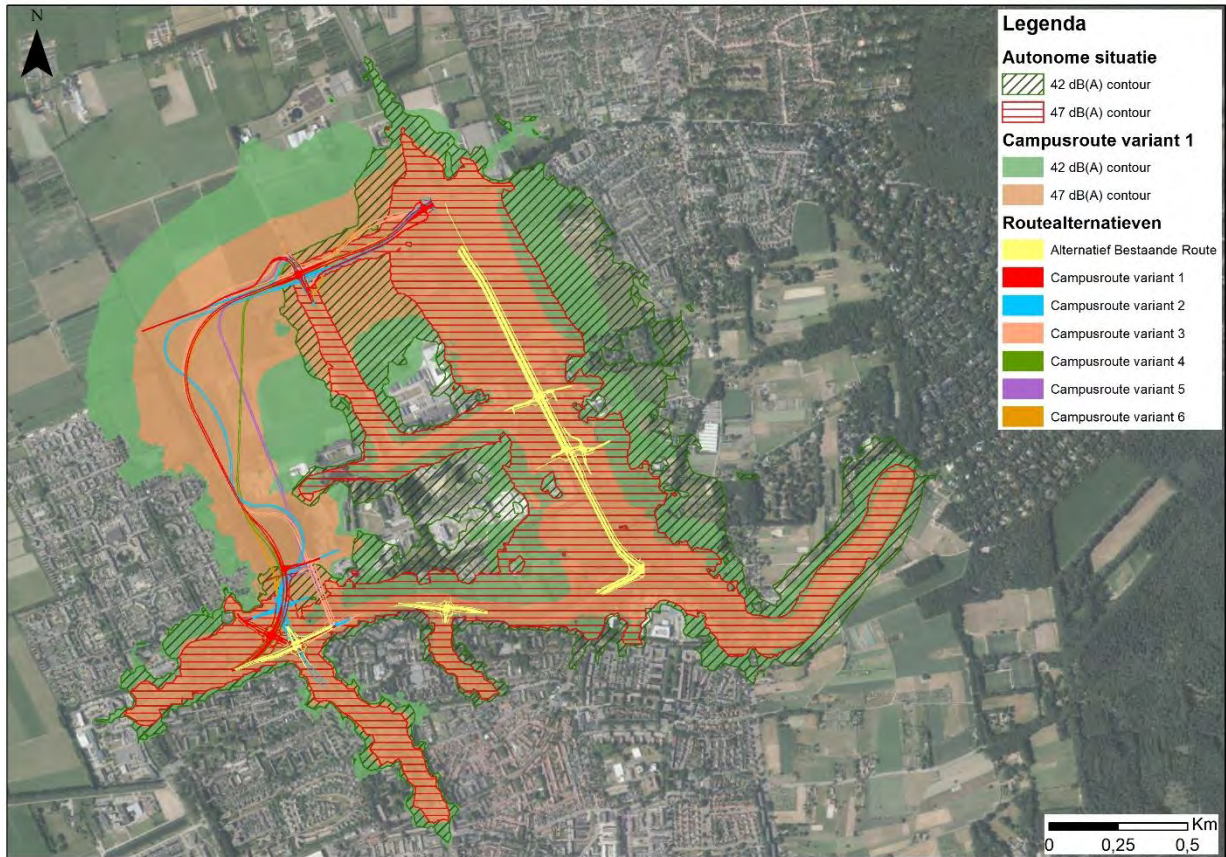 N
Legenda
Autonome situatie
42 dB(A) contour
47 dB(A) contour
Campusroute variant 1
42 dB(A) contour
47 dB(A) contour
Routealternatieven
Alternatief Bestaande Route
Campusroute variant 1
Campusroute variant 2
Campusroute variant 3
Campusroute variant 4
Campusroute variant 5
Campusroute variant 6
Km
0 0,25 0,5